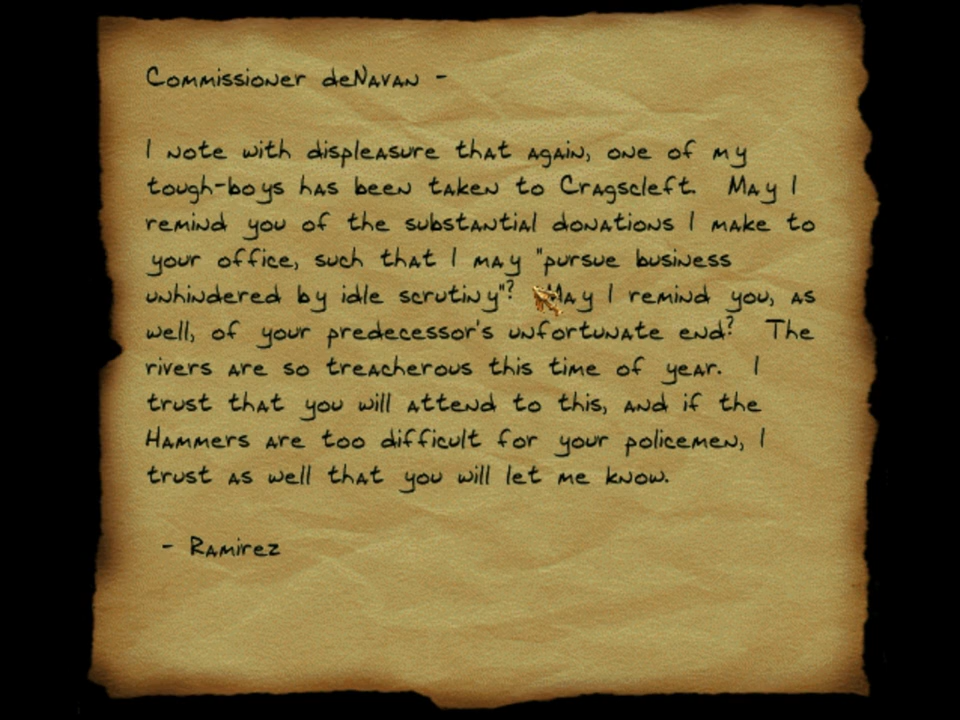 Commissioner deNavan -
I note with displeasure that again, one of my
tough-boys has been taken to Cragscleft.  May I
remind you of the substantial donations I make to
your office, such that I may "pursue business
unhindered by idle scrutiny"?  May I remind you, as
well, of your predecessor's unfortunate end?  The
rivers are so treacherous this time of year.  I
trust that you will attend to this, and if the
Hammers are too difficult for your policemen, I
trust as well that you will let me know.
- Ramirez